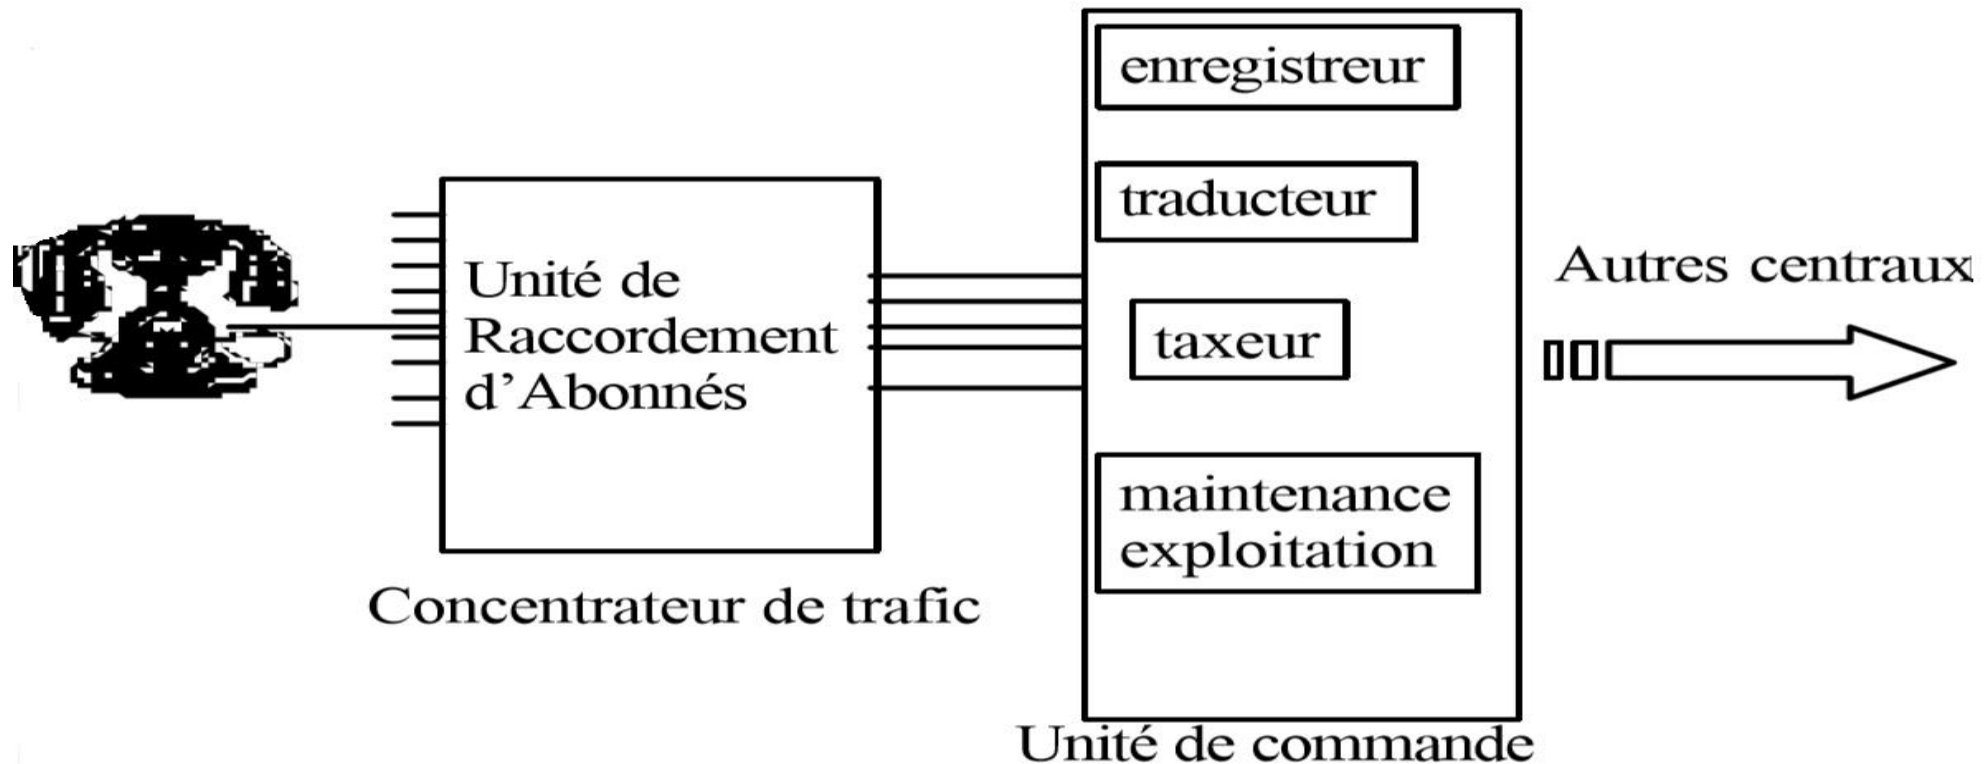 Unité de
Raccordement
d'Abonnés
Concentrateur de trafic
enregistreur
traducteur
taxeur
maintenance
exploitation
Unité de commande
Autres centraux